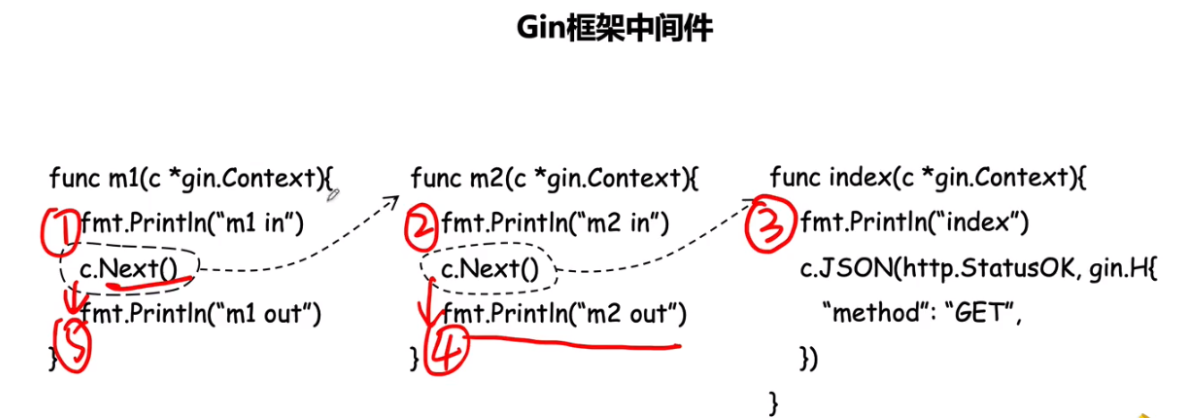 Gin框架中间件
func m1(c *gin.Context){
① fmt.Println("m1 in")
c.Next()
fmt.Println("m1 out")
⑤
}
func m2(c *gin.Context){
② fmt.Println("m2 in")
c.Next()
fmt.Println("m2 out")
} ④
func index(c *gin.Context){
③ fmt.Println("index")
c.JSON(http.StatusOK, gin.H{
"method": "GET",
})
}